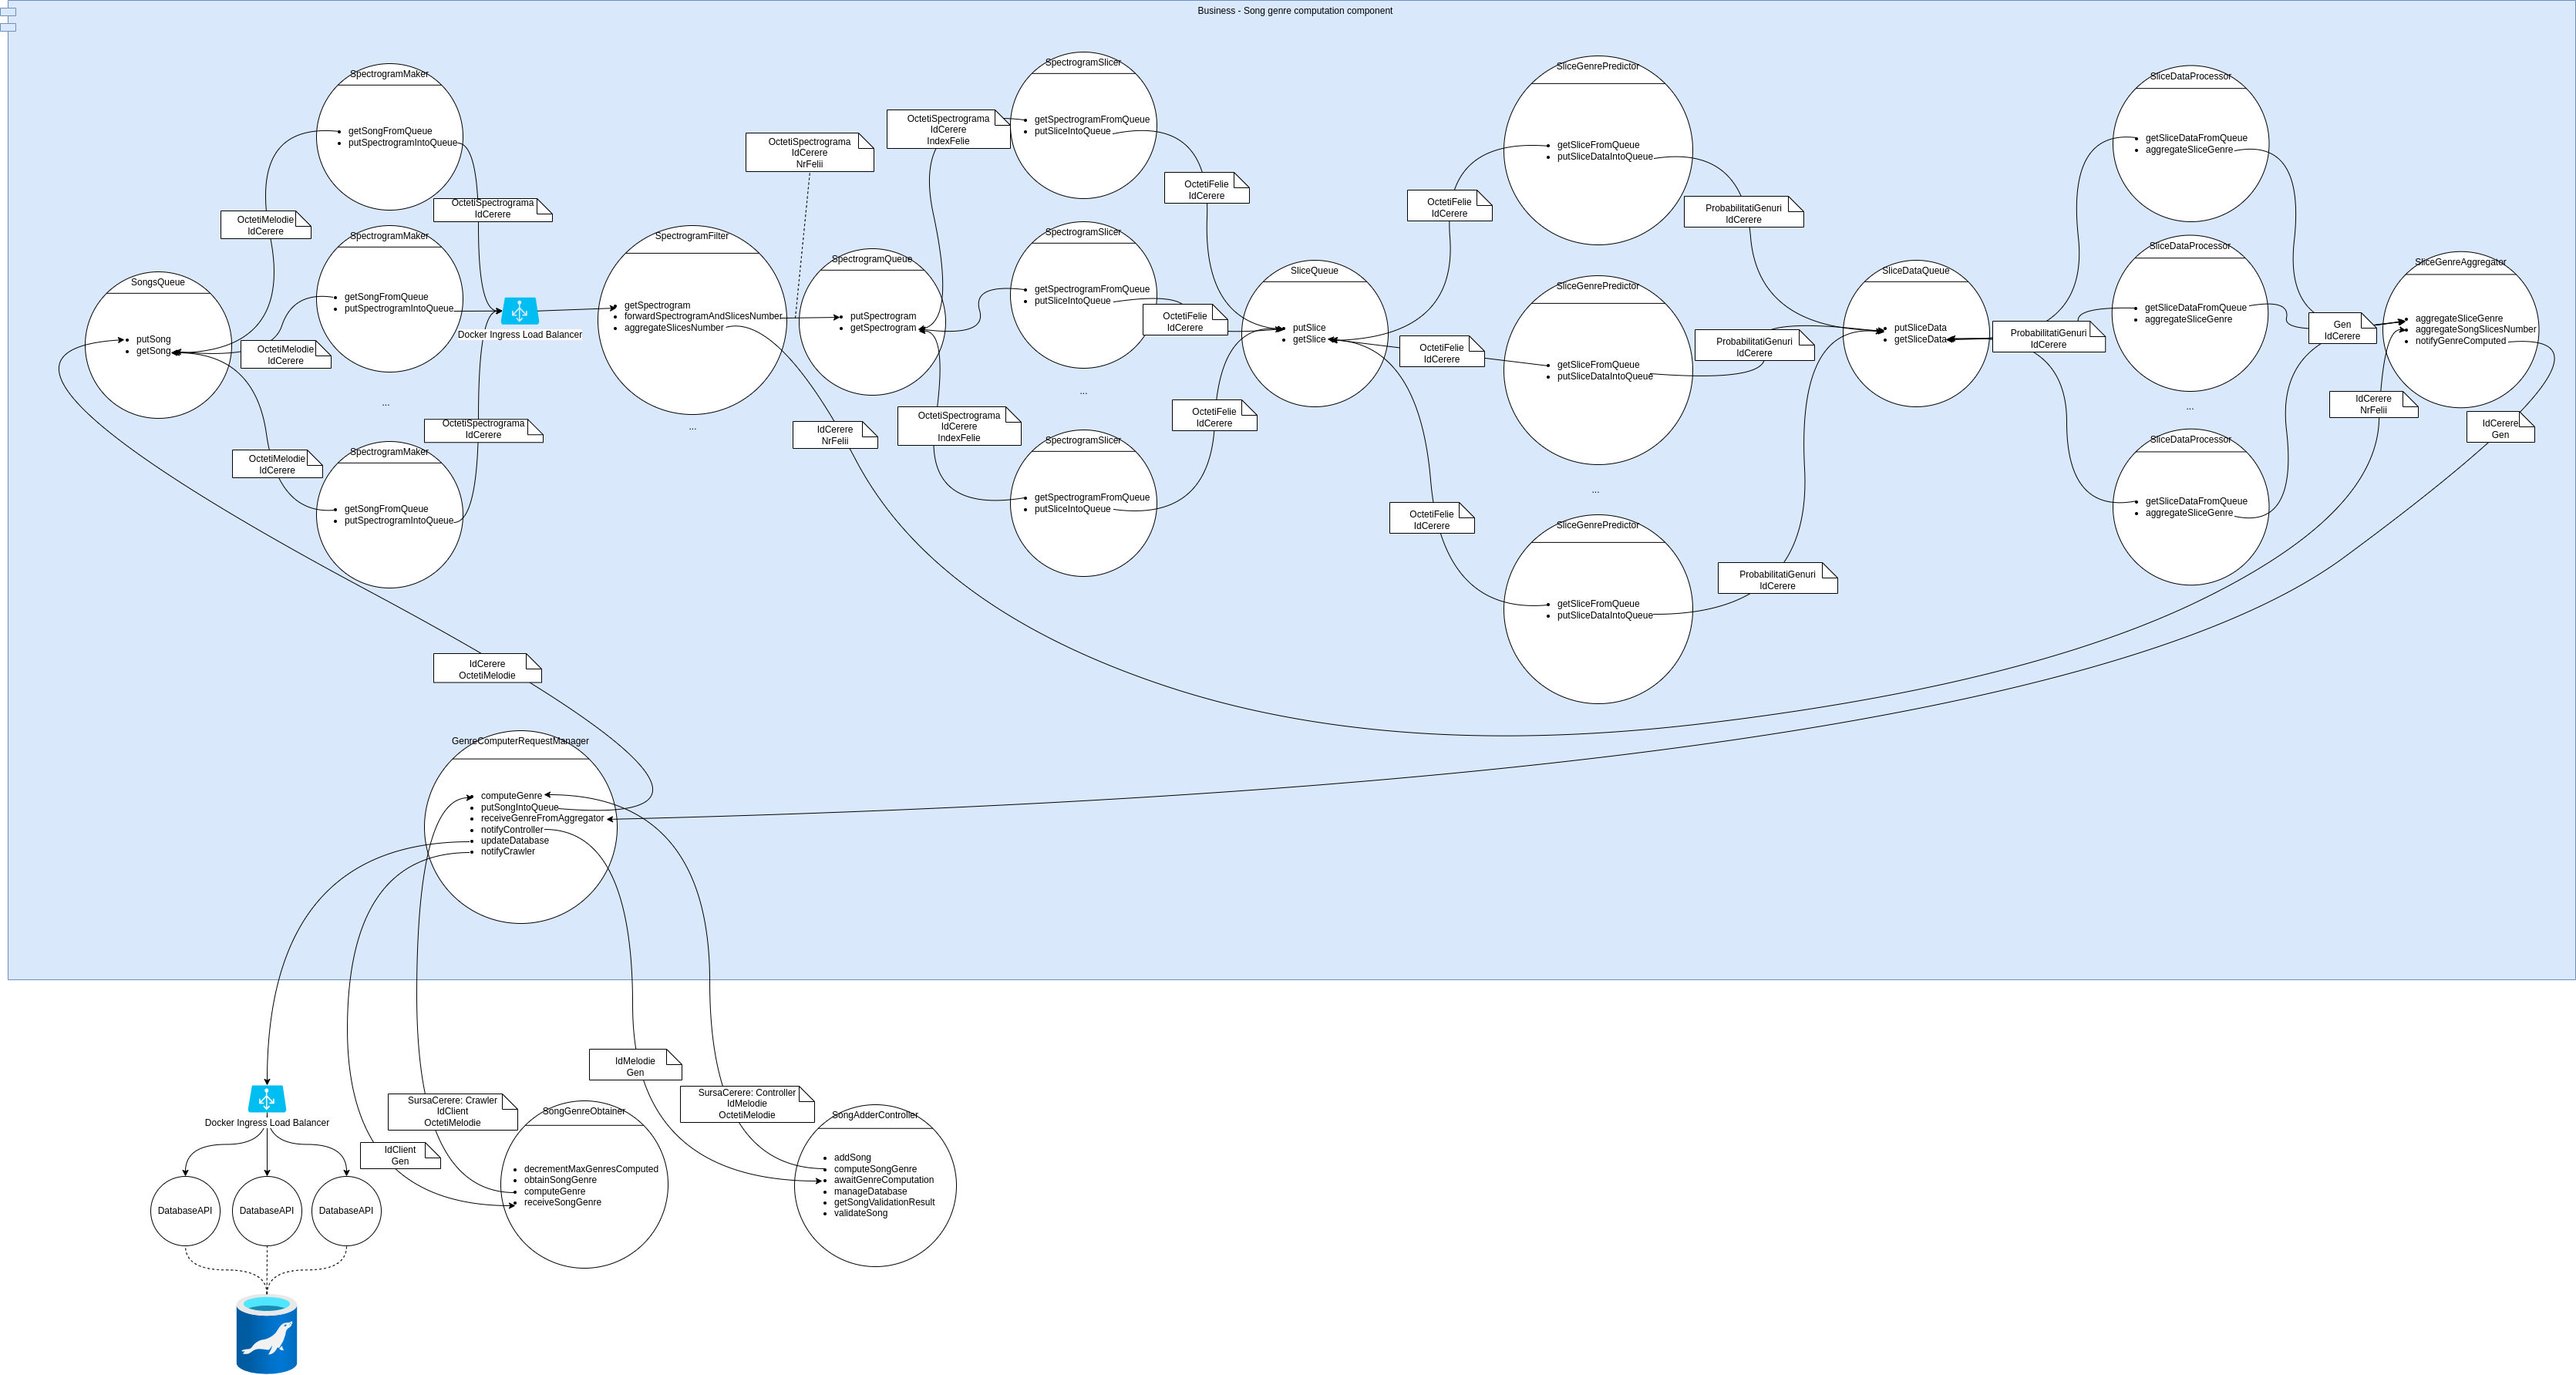 Business - Song genre computation component
SpectrogramMaker
getSongFromQueue
putSpectrogramIntoQueue
OctetiMelodie
IdCerere
OctetiSpectrograma
IdCerere
SpectrogramMaker
getSongFromQueue
putSpectrogramIntoQueue
SongsQueue
putSong
getSong
OctetiMelodie
IdCerere
...
OctetiSpectrograma
IdCerere
OctetiMelodie
IdCerere
SpectrogramMaker
getSongFromQueue
putSpectrogramIntoQueue
Docker Ingress Load Balancer
SpectrogramFilter
getSpectrogram
forwardSpectrogramAndSlicesNumber
aggregateSlicesNumber
...
OctetiSpectrograma
IdCerere
NrFelii
IdCerere
NrFelii
SpectrogramQueue
putSpectrogram
getSpectrogram
OctetiSpectrograma
IdCerere
IndexFelie
OctetiSpectrograma
IdCerere
IndexFelie
SpectrogramSlicer
getSpectrogramFromQueue
putSliceIntoQueue
SpectrogramSlicer
getSpectrogramFromQueue
putSliceIntoQueue
...
SpectrogramSlicer
getSpectrogramFromQueue
putSliceIntoQueue
OctetiFelie
IdCerere
OctetiFelie
IdCerere
OctetiFelie
IdCerere
SliceQueue
putSlice
getSlice
OctetiFelie
IdCerere
OctetiFelie
IdCerere
OctetiFelie
IdCerere
SliceGenrePredictor
getSliceFromQueue
putSliceDataIntoQueue
SliceGenrePredictor
getSliceFromQueue
putSliceDataIntoQueue
...
SliceGenrePredictor
getSliceFromQueue
putSliceDataIntoQueue
ProbabilitatiGenuri
IdCerere
ProbabilitatiGenuri
IdCerere
ProbabilitatiGenuri
IdCerere
SliceDataQueue
putSliceData
getSliceData
ProbabilitatiGenuri
IdCerere
SliceDataProcessor
getSliceDataFromQueue
aggregateSliceGenre
SliceDataProcessor
getSliceDataFromQueue
aggregateSliceGenre
...
SliceDataProcessor
getSliceDataFromQueue
aggregateSliceGenre
Gen
IdCerere
SliceGenreAggregator
aggregateSliceGenre
aggregateSongSlicesNumber
notifyGenreComputed
IdCerere
NrFelii
IdCerere
Gen
IdCerere
OctetiMelodie
GenreComputerRequestManager
computeGenre
putSongIntoQueue
receiveGenreFromAggregator
notifyController
updateDatabase
notifyCrawler
IdMelodie
Gen
SursaCerere: Crawler
IdClient
OctetiMelodie
SursaCerere: Controller
IdMelodie
OctetiMelodie
IdClient
Gen
Docker Ingress Load Balancer
DatabaseAPI
DatabaseAPI
DatabaseAPI
SongGenreObtainer
decrementMaxGenresComputed
obtainSongGenre
computeGenre
receiveSongGenre
SongAdderController
addSong
computeSongGenre
awaitGenreComputation
manageDatabase
getSongValidationResult
validateSong